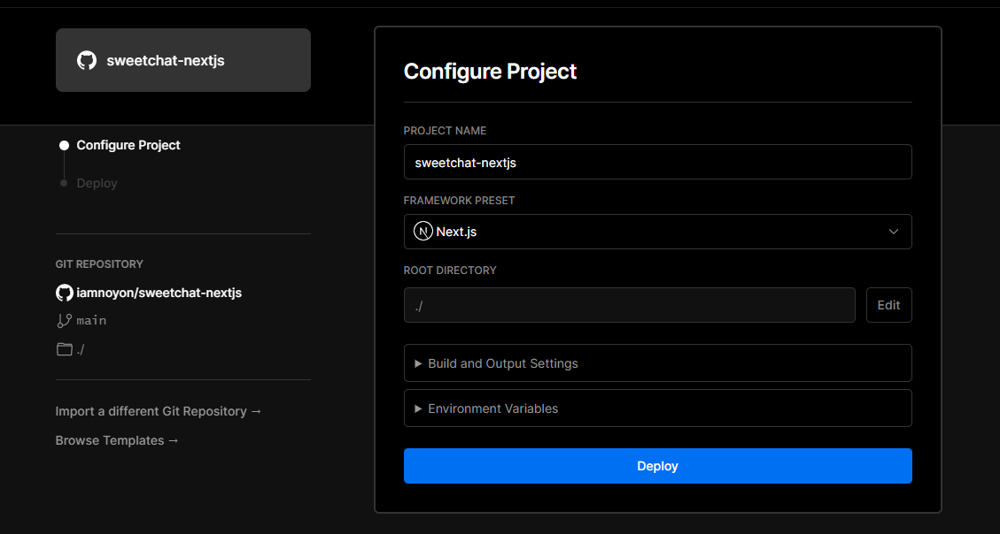 sweetchat-nextjs
Configure Project
Deploy
GIT REPOSITORY
iamnoyon/sweetchat-nextjs
main
./
Import a different Git Repository →
Browse Templates →
Configure Project
PROJECT NAME
sweetchat-nextjs
FRAMEWORK PRESET
N Next.js
ROOT DIRECTORY
./
Edit
Build and Output Settings
Environment Variables
Deploy